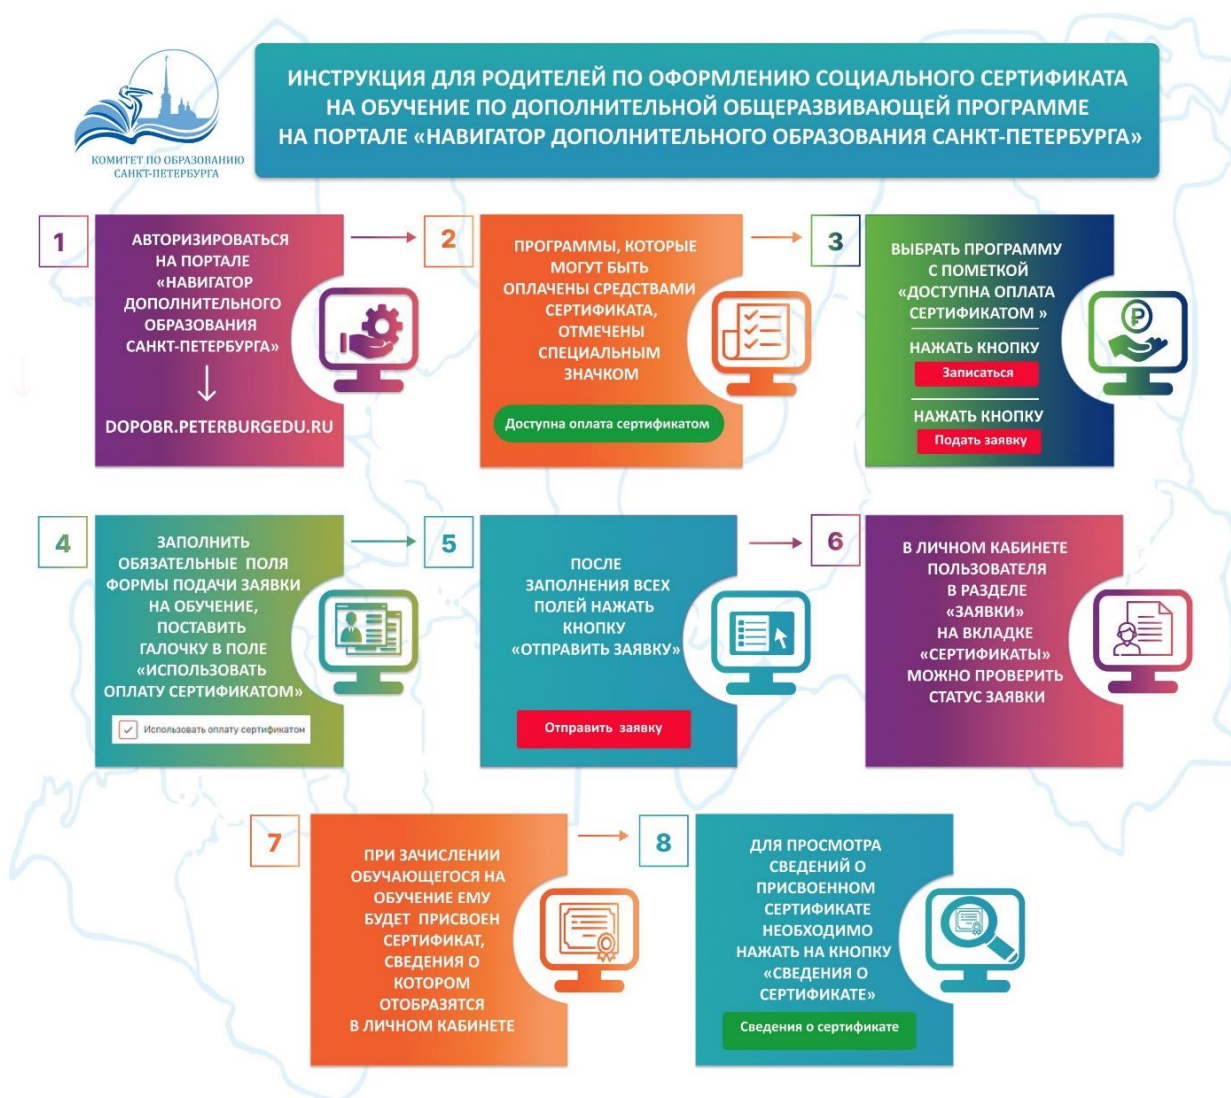 КОМИТЕТ ПО ОБРАЗОВАНИЮ
САНКТ-ПЕТЕРБУРГА
ИНСТРУКЦИЯ ДЛЯ РОДИТЕЛЕЙ ПО ОФОРМЛЕНИЮ СОЦИАЛЬНОГО СЕРТИФИКАТА
НА ОБУЧЕНИЕ ПО ДОПОЛНИТЕЛЬНОЙ ОБЩЕРАЗВИВАЮЩЕЙ ПРОГРАММЕ
НА ПОРТАЛЕ «НАВИГАТОР ДОПОЛНИТЕЛЬНОГО ОБРАЗОВАНИЯ САНКТ-ПЕТЕРБУРГА»
1
АВТОРИЗИРОВАТЬСЯ
НА ПОРТАЛЕ
«НАВИГАТОР
ДОПОЛНИТЕЛЬНОГО
ОБРАЗОВАНИЯ
САНКТ-ПЕТЕРБУРГА»
DOPOBR.PETERBURGEDU.RU
2
ПРОГРАММЫ, КОТОРЫЕ
МОГУТ БЫТЬ
ОПЛАЧЕНЫ СРЕДСТВАМИ
СЕРТИФИКАТА,
ОТМЕЧЕНЫ
СПЕЦИАЛЬНЫМ
ЗНАЧКОМ
Доступна оплата сертификатом
3
ВЫБРАТЬ ПРОГРАММУ
С ПОМЕТКОЙ
«ДОСТУПНА ОПЛАТА
СЕРТИФИКАТОМ »
НАЖАТЬ КНОПКУ
Записаться
НАЖАТЬ КНОПКУ
Подать заявку
₽
4
ЗАПОЛНИТЬ
ОБЯЗАТЕЛЬНЫЕ ПОЛЯ
ФОРМЫ ПОДАЧИ ЗАЯВКИ
НА ОБУЧЕНИЕ,
ПОСТАВИТЬ
ГАЛОЧКУ В ПОЛЕ
«ИСПОЛЬЗОВАТЬ
ОПЛАТУ СЕРТИФИКАТОМ»
Использовать оплату сертификатом
5
ПОСЛЕ
ЗАПОЛНЕНИЯ ВСЕХ
ПОЛЕЙ НАЖАТЬ
КНОПКУ
«ОТПРАВИТЬ ЗАЯВКУ»
Отправить заявку
6
В ЛИЧНОМ КАБИНЕТЕ
ПОЛЬЗОВАТЕЛЯ
В РАЗДЕЛЕ
«ЗАЯВКИ»
НА ВКЛАДКЕ
«СЕРТИФИКАТЫ»
МОЖНО ПРОВЕРИТЬ
СТАТУС ЗАЯВКИ
7
ПРИ ЗАЧИСЛЕНИИ
ОБУЧАЮЩЕГОСЯ НА
ОБУЧЕНИЕ ЕМУ
БУДЕТ ПРИСВОЕН
СЕРТИФИКАТ,
СВЕДЕНИЯ О
КОТОРОМ
ОТОБРАЗЯТСЯ
В ЛИЧНОМ КАБИНЕТЕ
8
ДЛЯ ПРОСМОТРА
СВЕДЕНИЙ О
ПРИСВОЕННОМ
СЕРТИФИКАТЕ
НЕОБХОДИМО
НАЖАТЬ НА КНОПКУ
«СВЕДЕНИЯ О
СЕРТИФИКАТЕ»
Сведения о сертификате